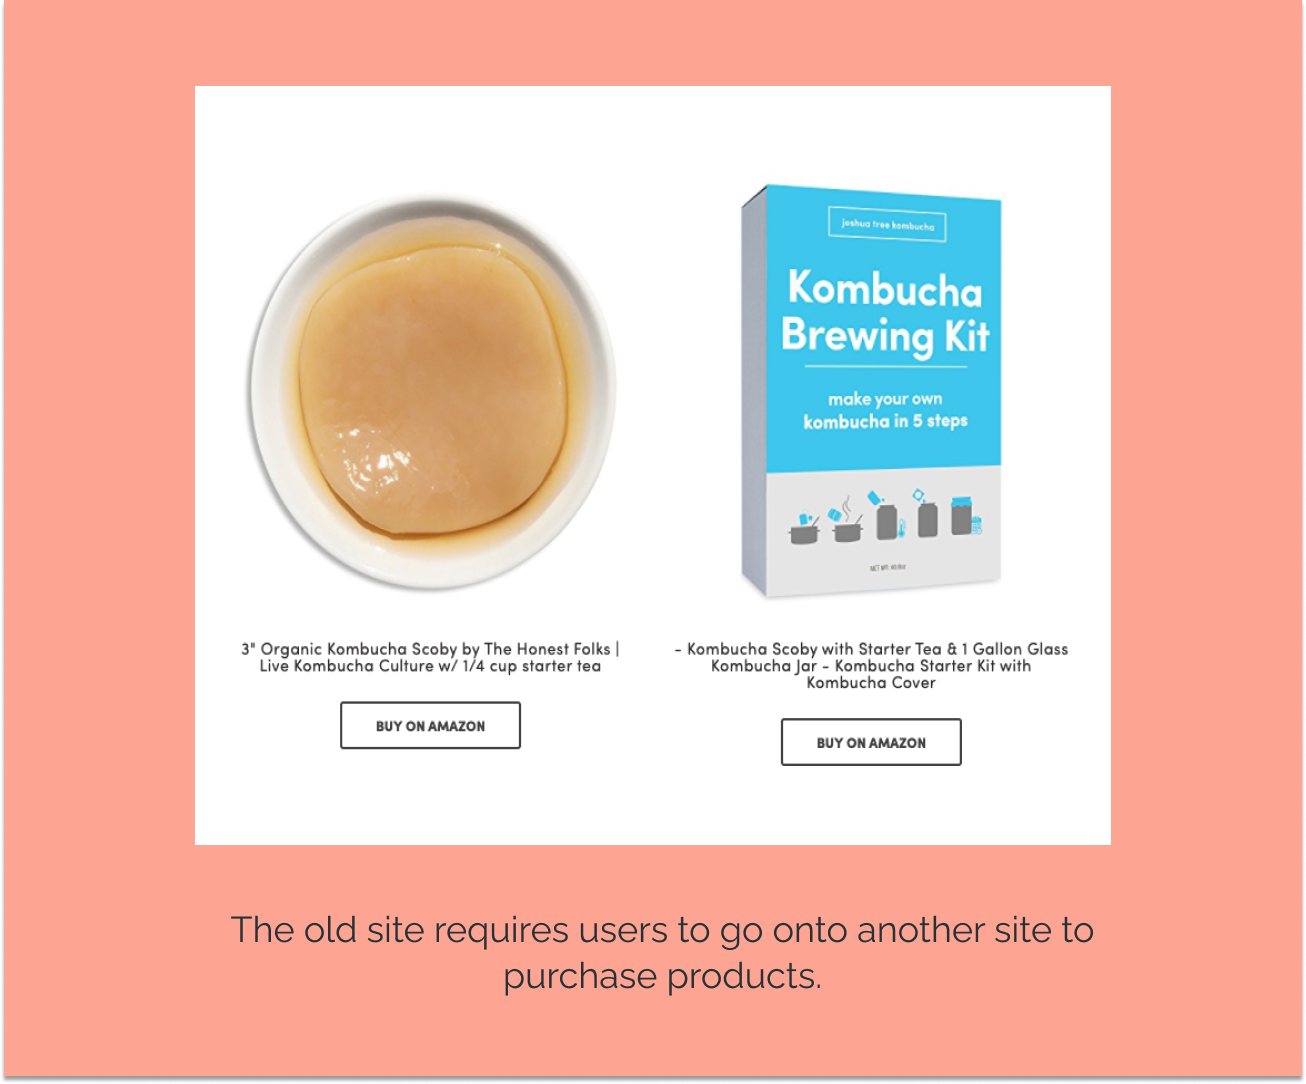 joshua tree kombucha
Kombucha
Brewing Kit
make your own
kombucha in 5 steps
NET WT.
3" Organic Kombucha Scoby by The Honest Folks |
Live Kombucha Culture w/ 1/4 cup starter tea
BUY ON AMAZON
- Kombucha Scoby with Starter Tea & 1 Gallon Glass
Kombucha Jar - Kombucha Starter Kit with
Kombucha Cover
BUY ON AMAZON
The old site requires users to go onto another site to
purchase products.